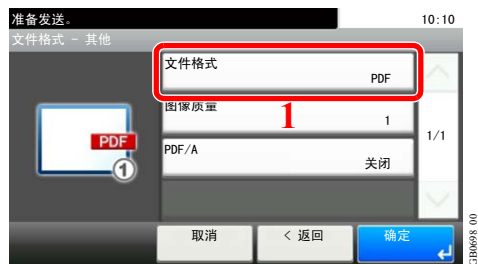 准备发送。
10:10
文件格式 - 其他
文件格式
PDF
图像质量
1
1
PDF/A
关闭
1/1
PDF
1
取消
< 返回
确定
GB0698_00